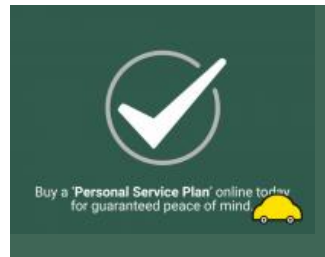 Buy a 'Personal Service Plan' online today
for guaranteed peace of mind.